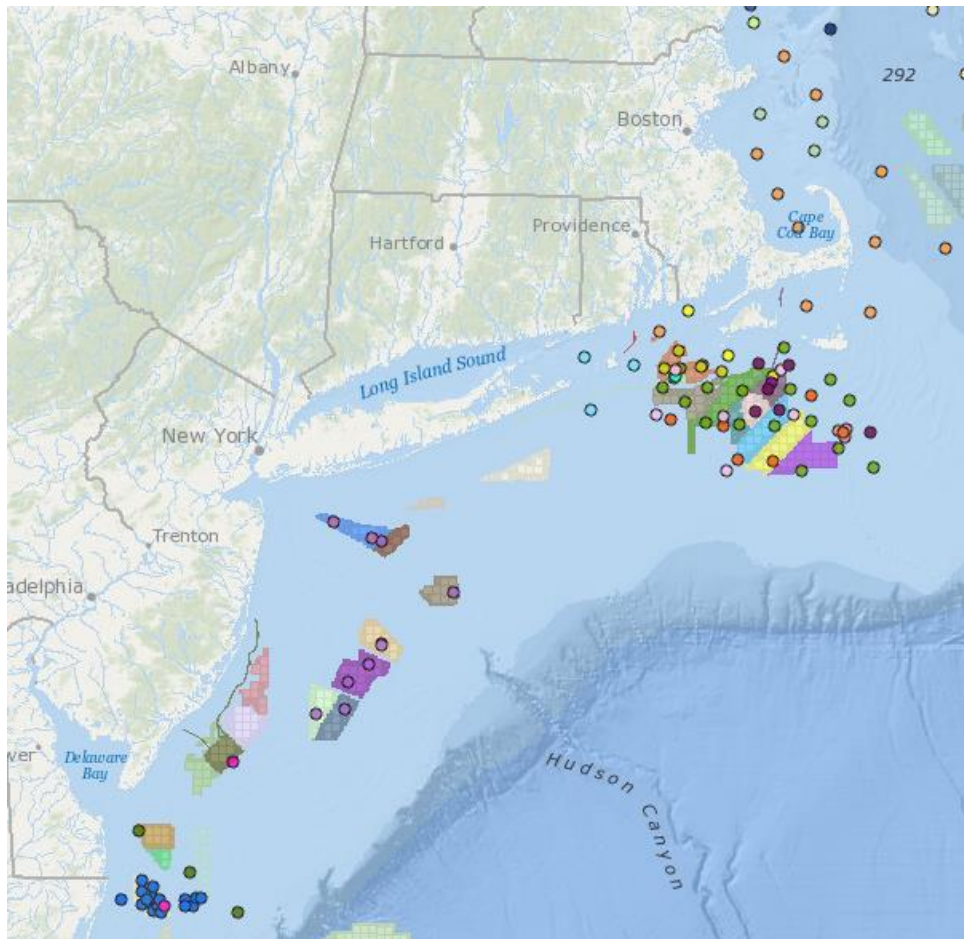 Albany
292
Boston
Cape
Cod Bay
Providence
Hartford
Long Island Sound
New York
Trenton
adelphia
Delaware
Bay
wer
Hudson Canyon